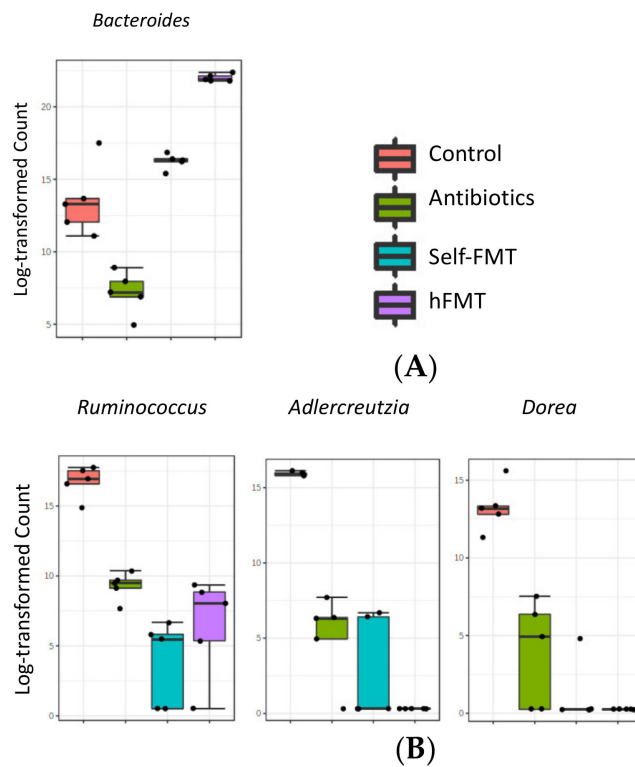 Bacteroides
Log-transformed Count
20
15
10
5
Control
Antibiotics
Self-FMT
hFMT
(A)
Ruminococcus
Adlercreutzia
Dorea
Log-transformed Count
15
10
5
0
15
10
5
0
15
10
5
0
(B)